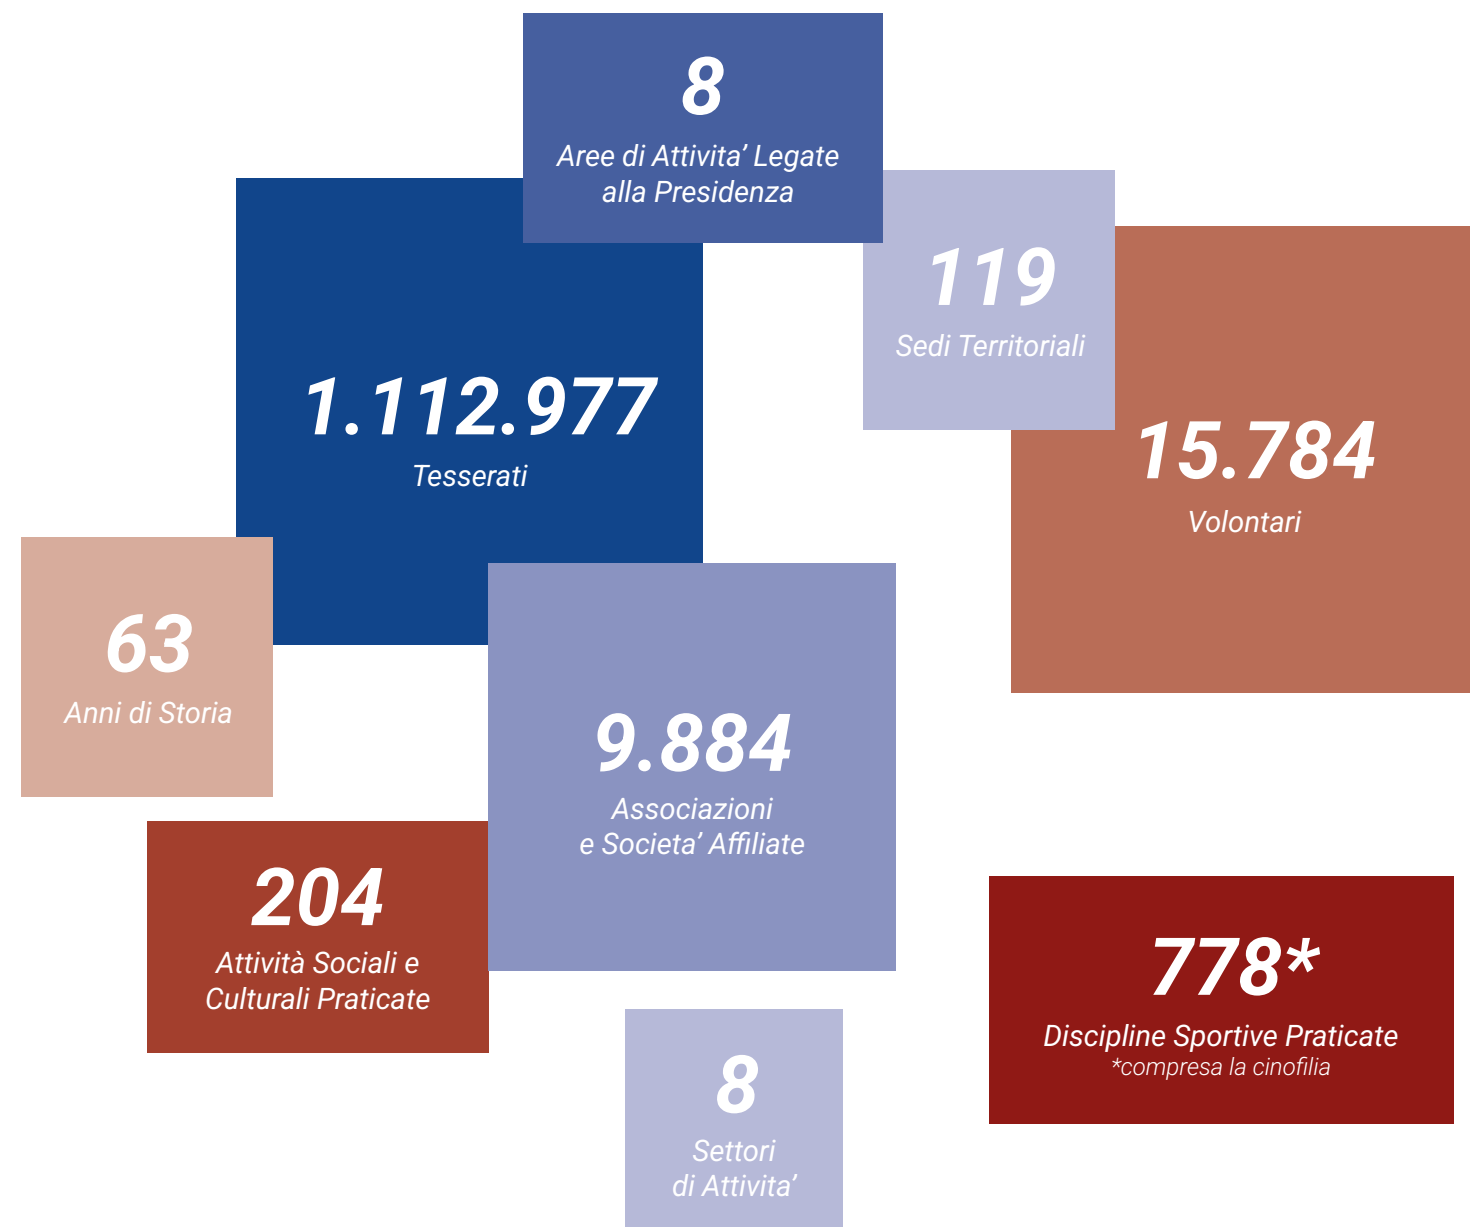 8
Aree di Attivita’ Legate
alla Presidenza
119
Sedi Territoriali
1.112.977
Tesserati
15.784
Volontari
63
Anni di Storia
9.884
Associazioni
e Societa’ Affiliate
204
Attività Sociali e
Culturali Praticate
778*
Discipline Sportive Praticate
*compresa la cinofilia
8
Settori
di Attivita’